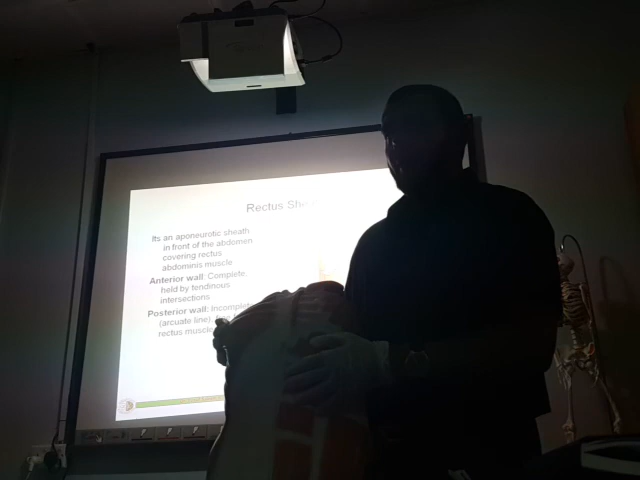 Rectus She
Its an aponeurotic sheath
in front of the abdomen
covering rectus
abdominis muscle.
Anterior wall: Complete,
held by tendinous
intersections.
Posterior wall: Incomplete
(arcuate line),
rectus muscle